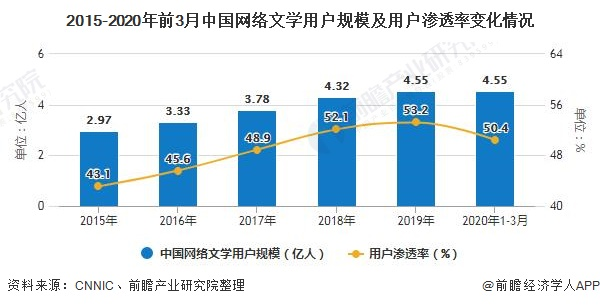 2015-2020年前3月中国网络文学用户规模及用户渗透率变化情况
6
4
2
0
单位：亿人
64
56
48
40
单位：%
2.97
3.33
3.78
4.32
4.55
4.55
43.1
45.6
48.9
52.1
53.2
50.4
2015年
2016年
2017年
2018年
2019年
2020年1-3月
中国网络文学用户规模（亿人）
用户渗透率（%）
资料来源：CNNIC、前瞻产业研究院整理
@前瞻经济学人APP